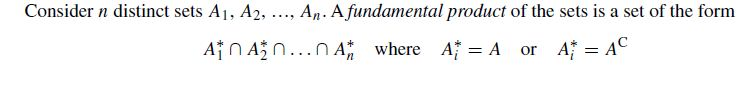 Consider n distinct sets A₁, A₂, …, Aₙ. A fundamental product of the sets is a set of the form
A₁* ∩ A₂* ∩ … ∩ Aₙ* where Aᵢ* = A or Aᵢ* = Aᶜ